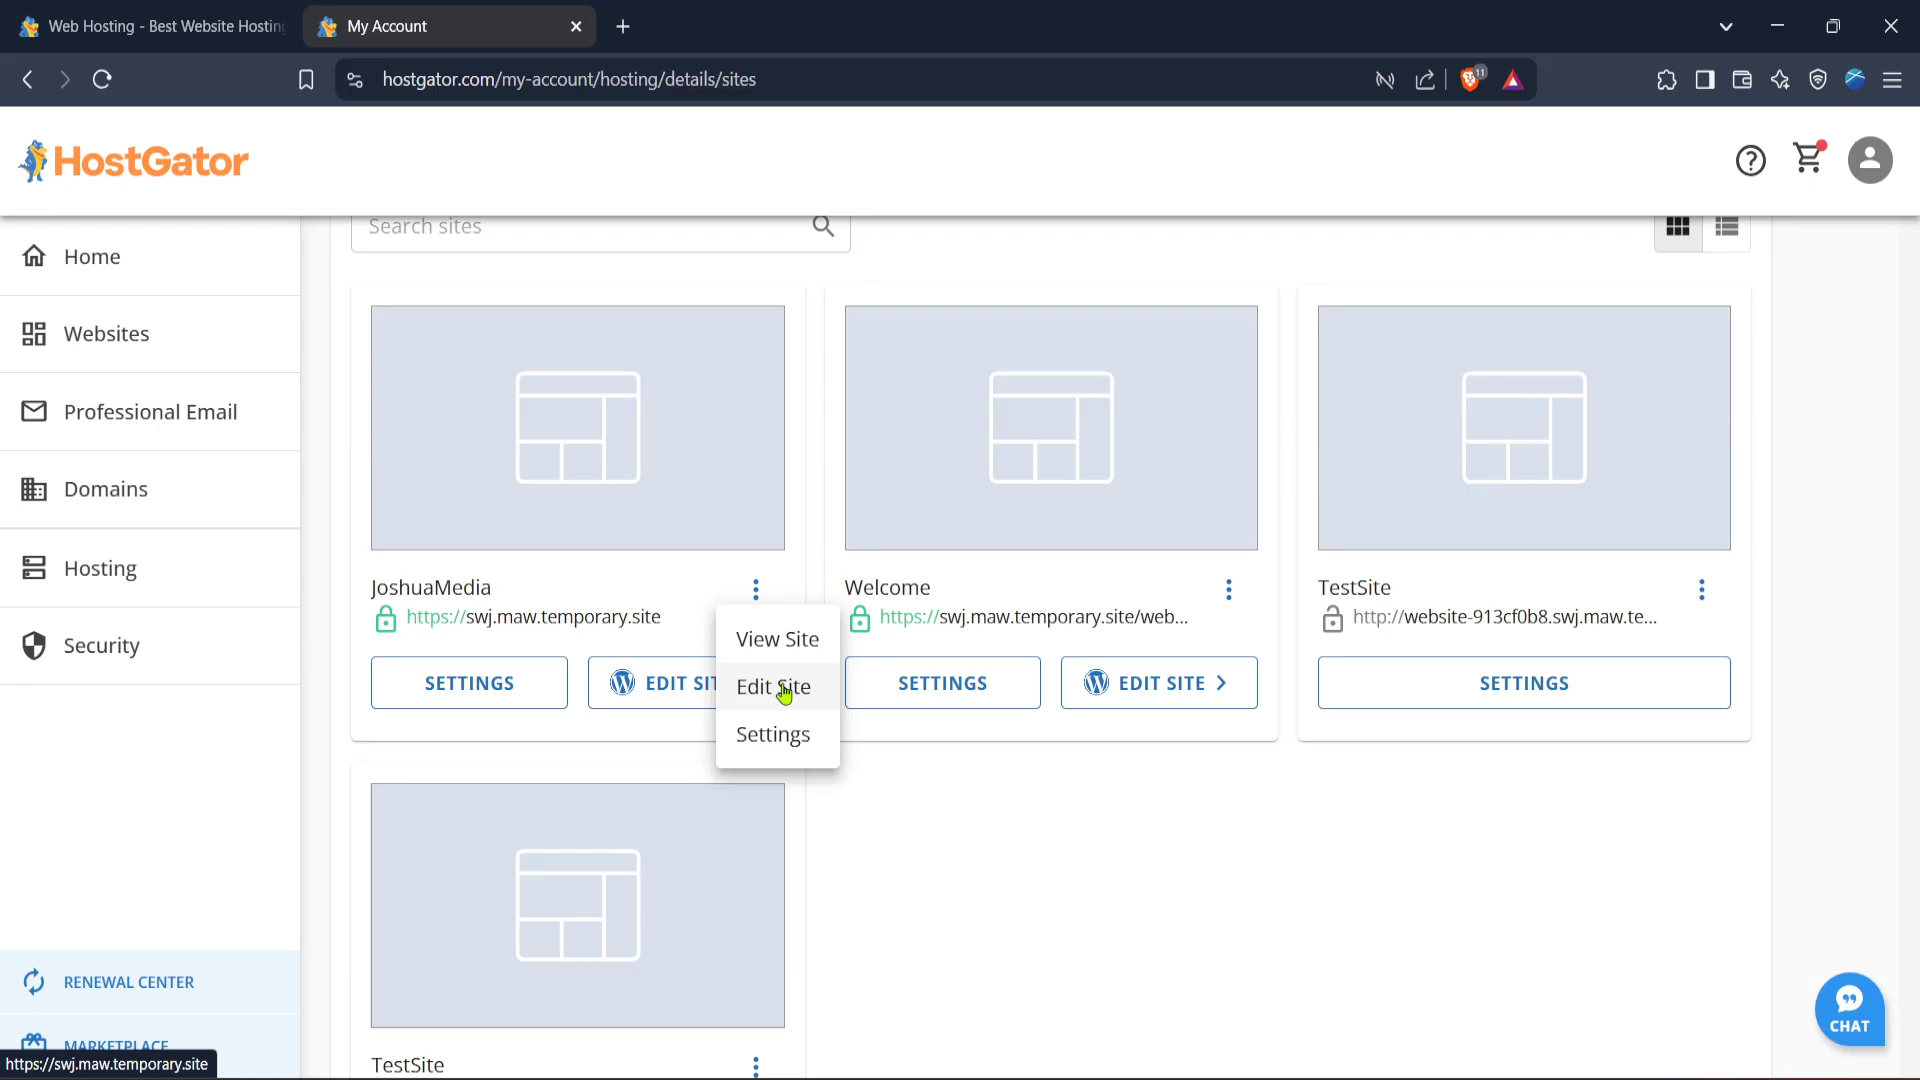 Web Hosting - Best Website Hosting
My Account
hostgator.com/my-account/hosting/details/sites
11
HostGator
Search sites
Home
Websites
Professional Email
Domains
Hosting
Security
RENEWAL CENTER
MARKETPLACE
https://swj.maw.temporary.site
JoshuaMedia
https://swj.maw.temporary.site
SETTINGS
EDIT SIT
View Site
Edit Site
Settings
Welcome
https://swj.maw.temporary.site/web...
SETTINGS
EDIT SITE
TestSite
http://website-913cf0b8.swj.maw.te...
SETTINGS
TestSite
CHAT